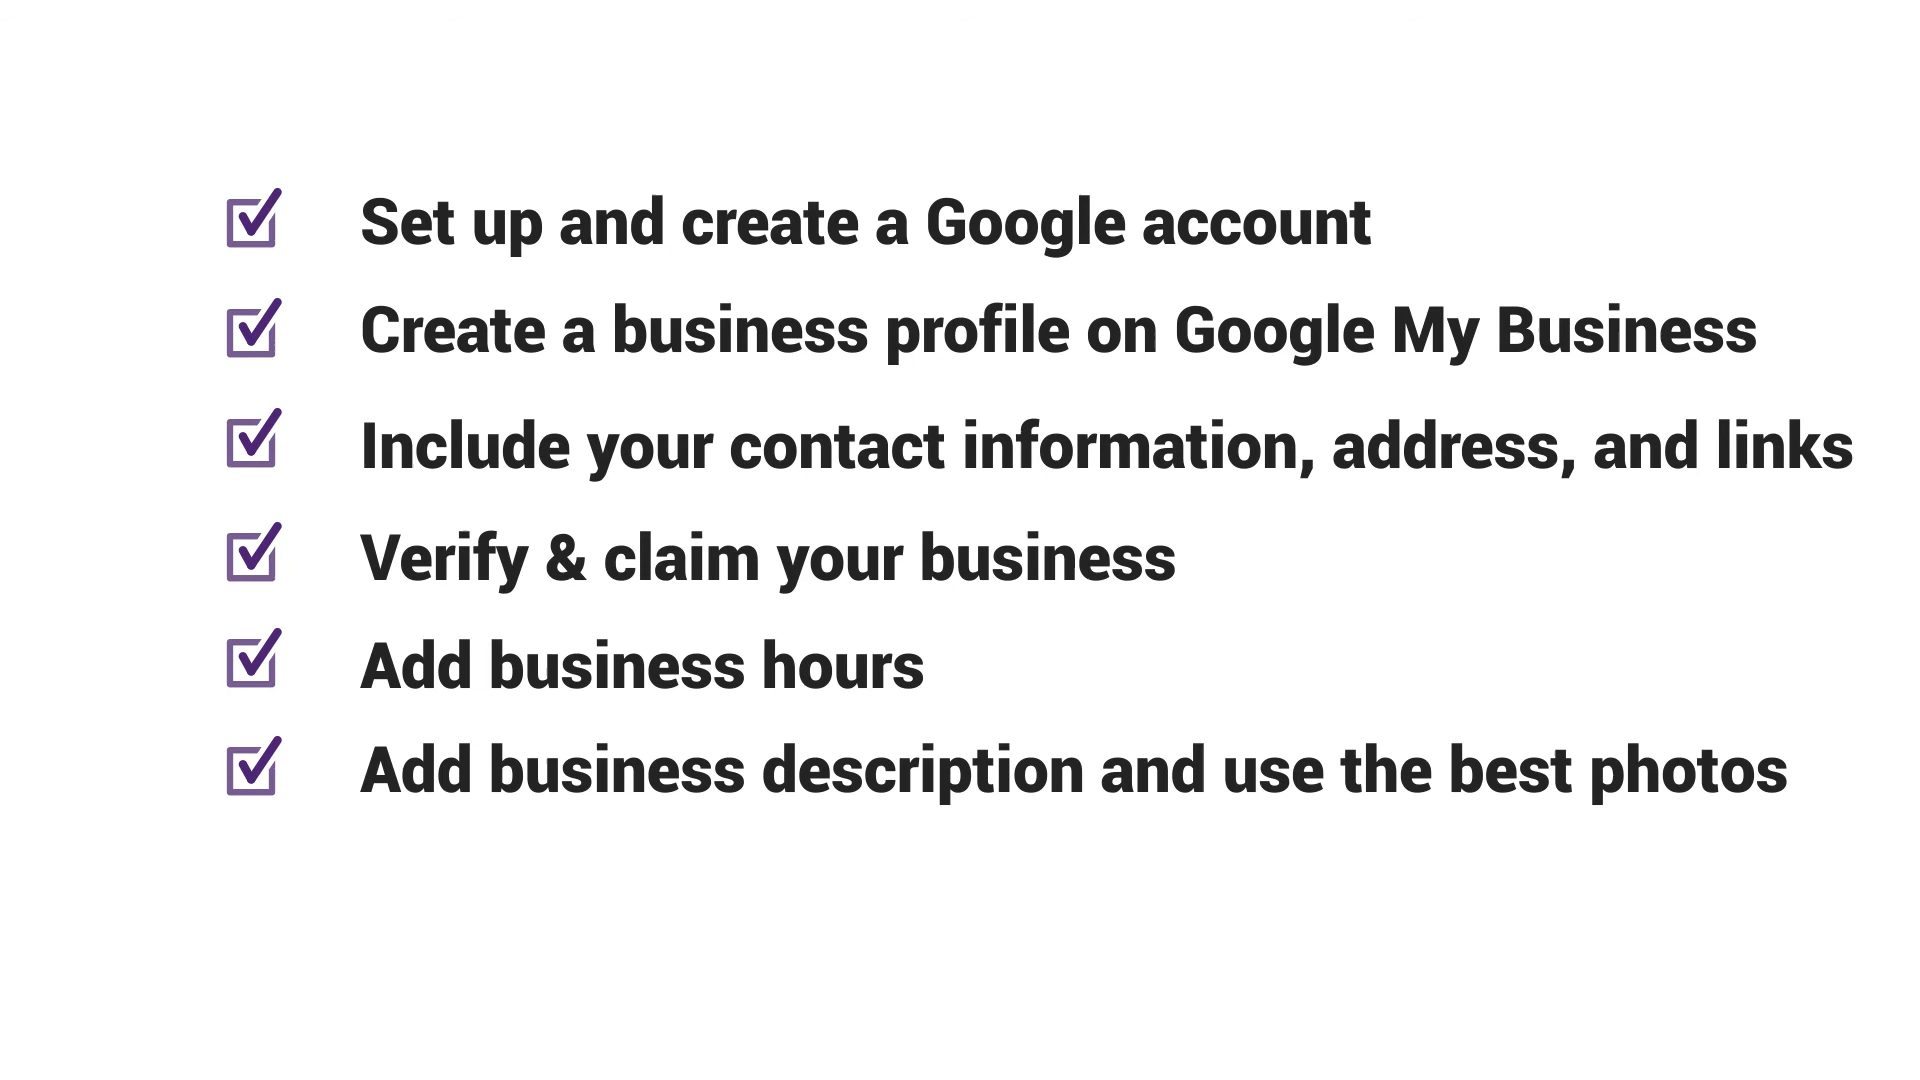 Set up and create a Google account
Create a business profile on Google My Business
Include your contact information, address, and links
Verify & claim your business
Add business hours
Add business description and use the best photos